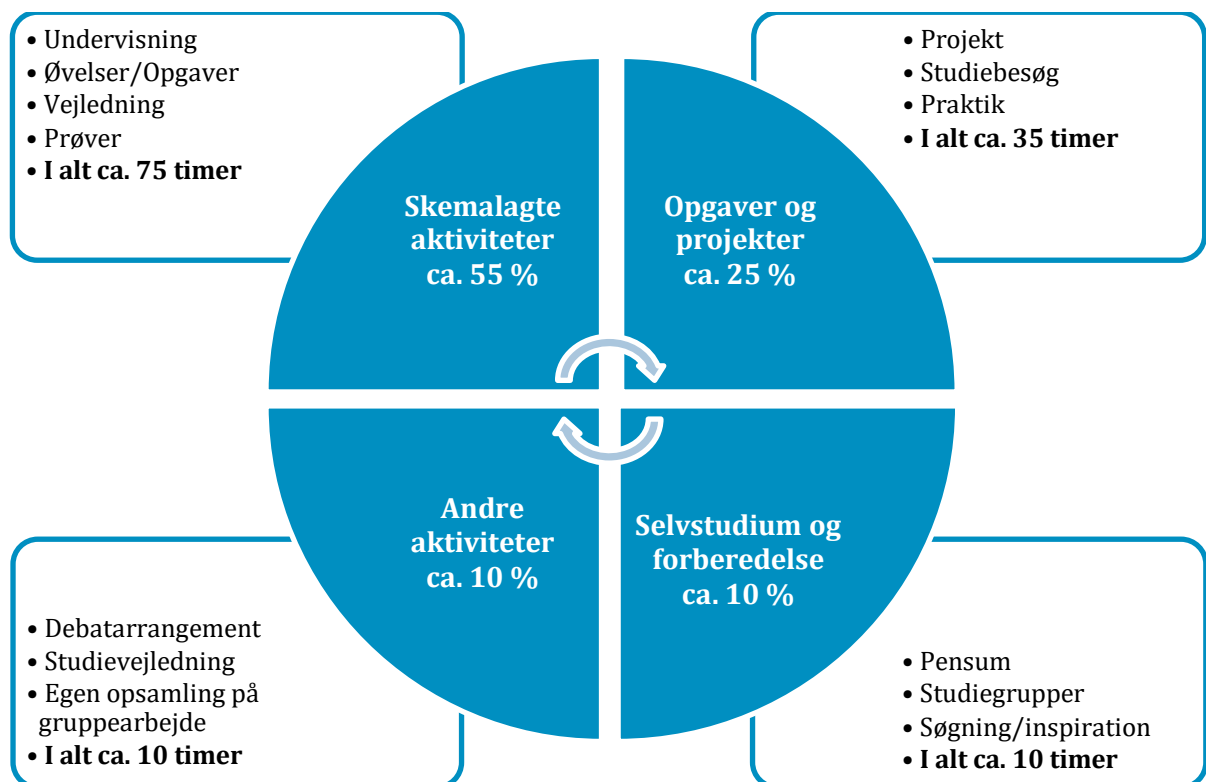 • Undervisning
• Øvelser/Opgaver
• Vejledning
• Prøver
• I alt ca. 75 timer
• Projekt
• Studiebesøg
• Praktik
• I alt ca. 35 timer
Skemalagte
aktiviteter
ca. 55 %
Opgaver og
projekter
ca. 25 %
Andre
aktiviteter
ca. 10 %
Selvstudium og
forberedelse
ca. 10 %
• Debatarrangement
• Studievejledning
• Egen opsamling på
gruppearbejde
• I alt ca. 10 timer
• Pensum
• Studiegrupper
• Søgning/inspiration
• I alt ca. 10 timer